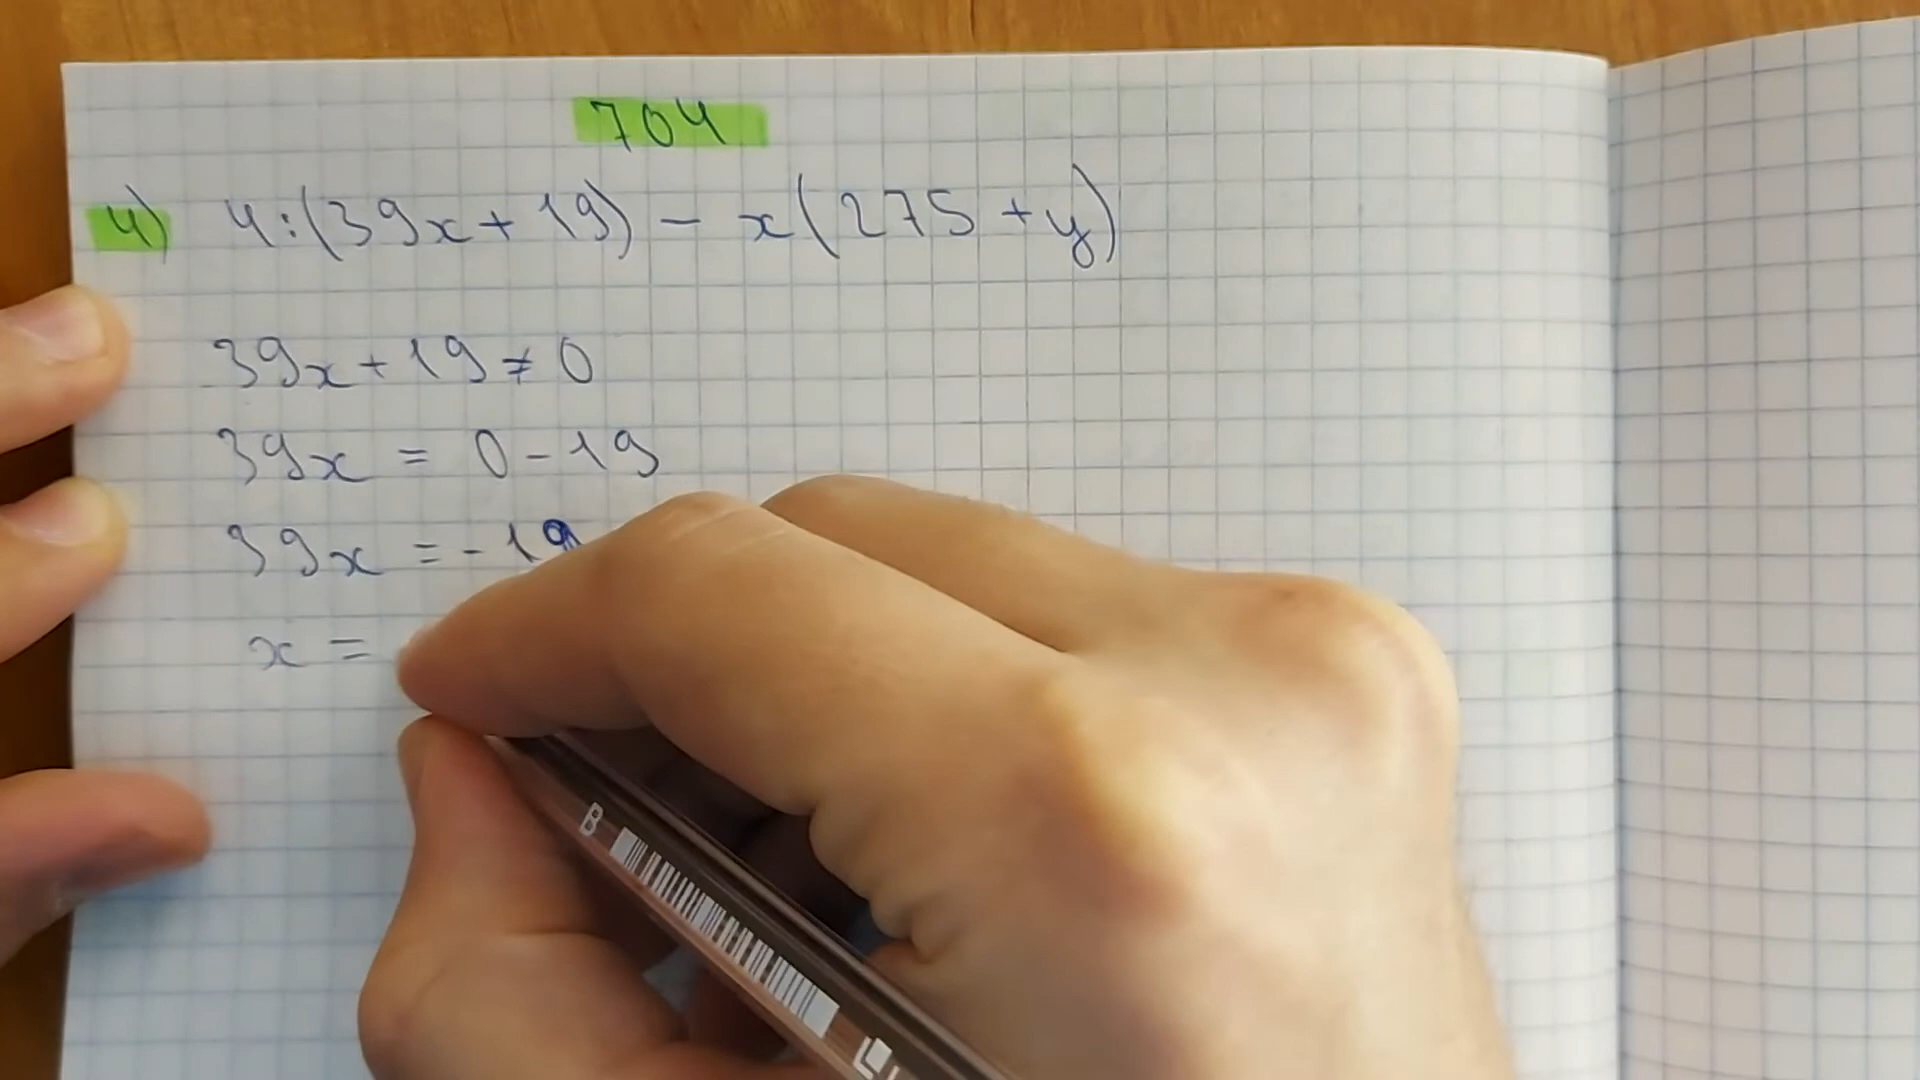 704
4) 4:(39x+19) - x(275+y)
39x+19≠0
39x = 0-19
39x = -19
x =
B